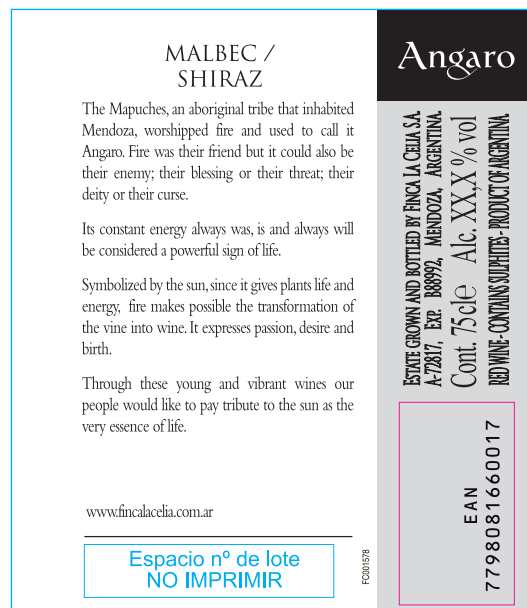 MALBEC /
SHIRAZ
The Mapuches, an aboriginal tribe that inhabited
Mendoza, worshipped fire and used to call it
Angaro. Fire was their friend but it could also be
their enemy; their blessing or their threat; their
deity or their curse.
Its constant energy always was, is and always will
be considered a powerful sign of life.
Symbolized by the sun, since it gives plants life and
energy, fire makes possible the transformation of
the vine into wine. It expresses passion, desire and
birth.
Through these young and vibrant wines our
people would like to pay tribute to the sun as the
very essence of life.
www.fincalacelia.com.ar
Espacio nº de lote
NO IMPRIMIR
FC001578
Angaro
ESTATE GROWN AND BOTTLED BY FINCA LA CELIA S.A.
A-72817, EXP. B88992, MENDOZA, ARGENTINA.
Cont. 75cle Alc. XX,X % vol
RED WINE - CONTAINS SULPHITES - PRODUCT OF ARGENTINA
EAN
7798081660017